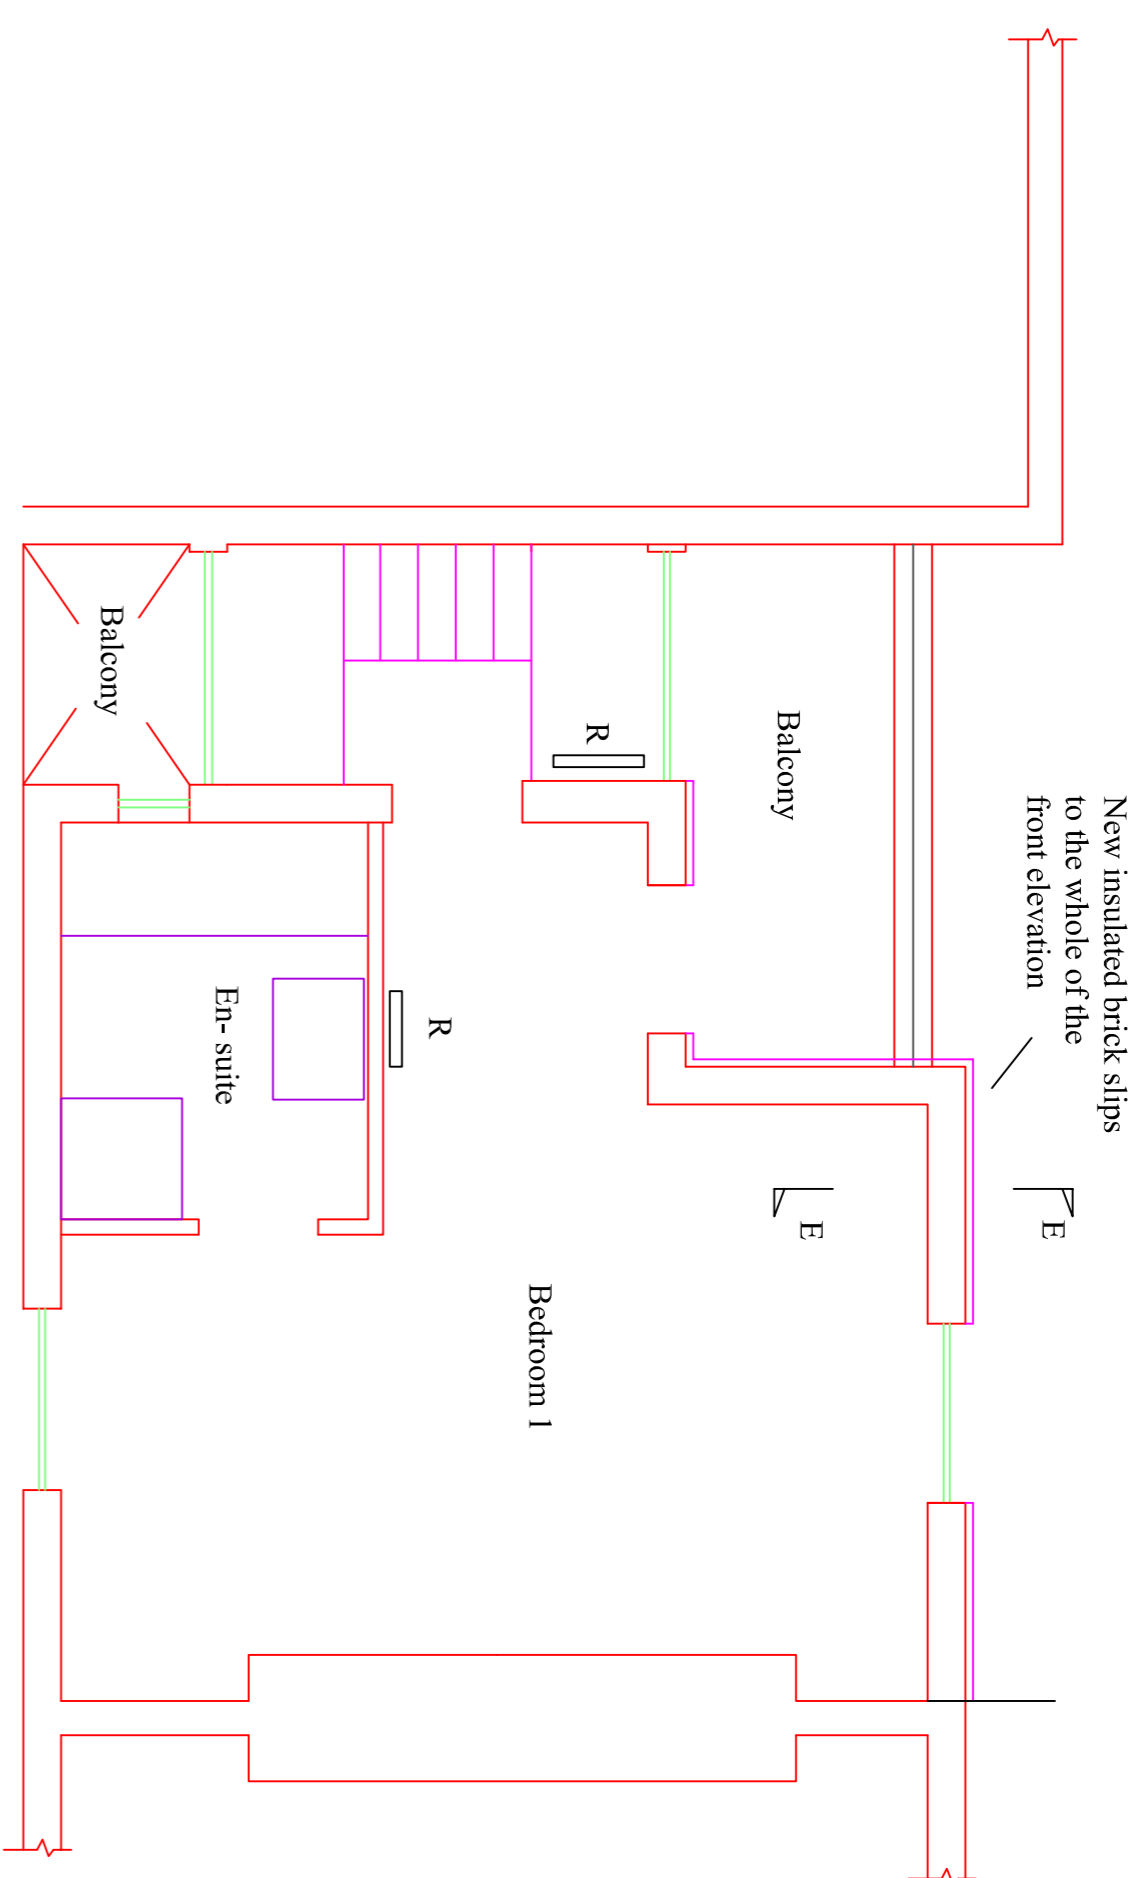 New insulated brick slips
to the whole of the
front elevation
E
E
Balcony
R
Bedroom 1
R
En- suite
Balcony